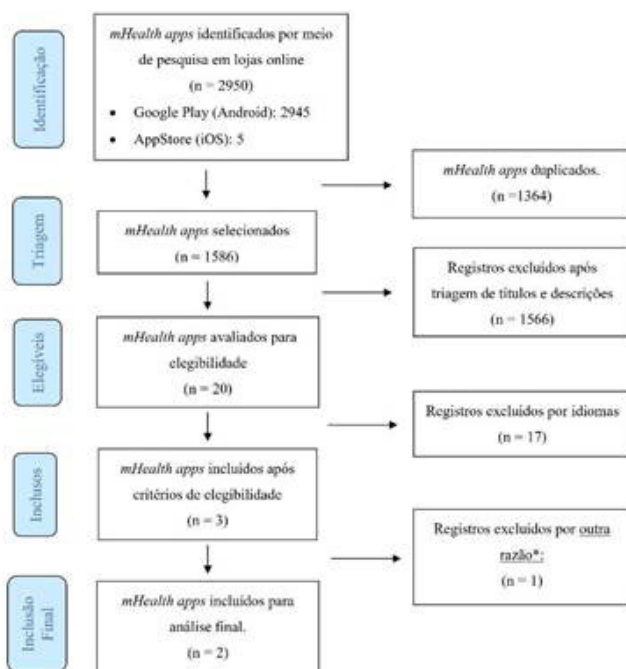 Identificação
mHealth apps identificados por meio
de pesquisa em lojas online
(n = 2950)
• Google Play (Android): 2945
• AppStore (iOS): 5
mHealth apps duplicados.
(n =1364)
Triagem
mHealth apps selecionados
(n = 1586)
Registros excluídos após
triagem de títulos e descrições
(n = 1566)
Elegíveis
mHealth apps avaliados para
elegibilidade
(n = 20)
Registros excluídos por idiomas
(n = 17)
Inclusos
mHealth apps incluídos após
critérios de elegibilidade
(n = 3)
Registros excluídos por outra
razão*:
(n = 1)
Inclusão
Final
mHealth apps incluídos para
análise final.
(n = 2)